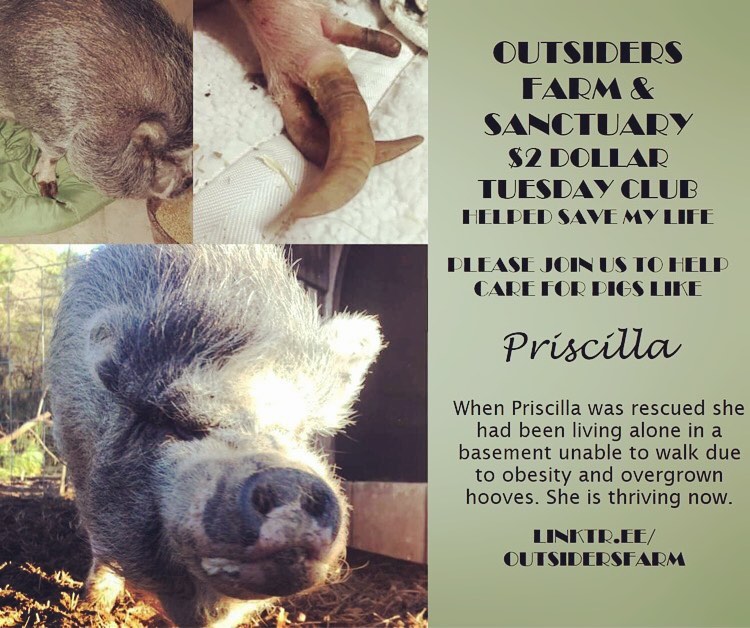 OUTSIDERS
FARM &
SANCTUARY
$2 DOLLAR
TUESDAY CLUB
HELPED SAVE MY LIFE
PLEASE JOIN US TO HELP
CARE FOR PIGS LIKE
Priscilla
When Priscilla was rescued she
had been living alone in a
basement unable to walk due
to obesity and overgrown
hooves. She is thriving now.
LINKTR.EE/
OUTSIDERSFARM